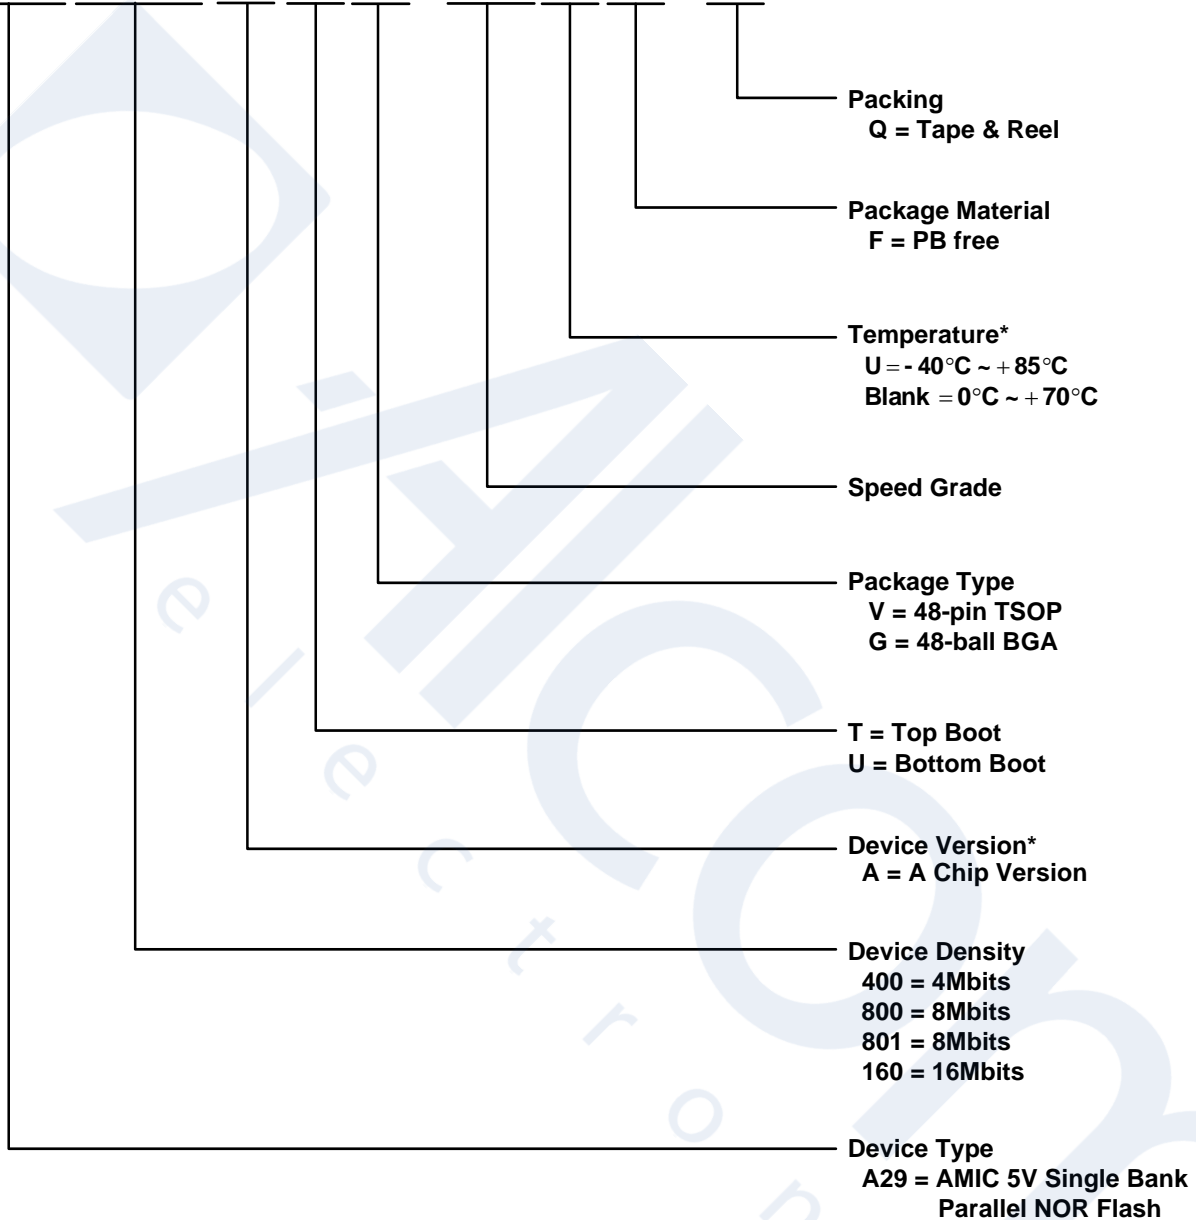 Packing
Q = Tape & Reel
Package Material
F = PB free
Temperature*
U = - 40°C ~ + 85°C
Blank = 0°C ~ + 70°C
Speed Grade
Package Type
V = 48-pin TSOP
G = 48-ball BGA
T = Top Boot
U = Bottom Boot
Device Version*
A = A Chip Version
Device Density
400 = 4Mbits
800 = 8Mbits
801 = 8Mbits
160 = 16Mbits
Device Type
A29 = AMIC 5V Single Bank
Parallel NOR Flash